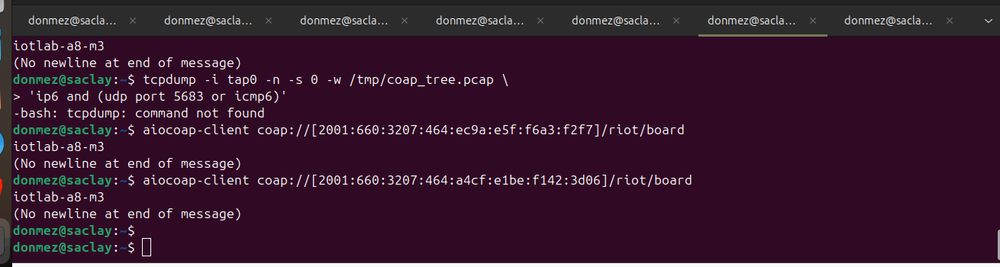 donmez@sacla... × donmez@sacla... × donmez@sacla... × donmez@sacla... × donmez@sacla... × donmez@sacla... × donmez@sacla... ×
iotlab-a8-m3
(No newline at end of message)
donmez@saclay:~$ tcpdump -i tap0 -n -s 0 -w /tmp/coap_tree.pcap \
> 'ip6 and (udp port 5683 or icmp6)'
-bash: tcpdump: command not found
donmez@saclay:~$ aiocoap-client coap://[2001:660:3207:464:ec9a:e5f:f6a3:f2f7]/riot/board
iotlab-a8-m3
(No newline at end of message)
donmez@saclay:~$ aiocoap-client coap://[2001:660:3207:464:a4cf:e1be:f142:3d06]/riot/board
iotlab-a8-m3
(No newline at end of message)
donmez@saclay:~$
donmez@saclay:~$